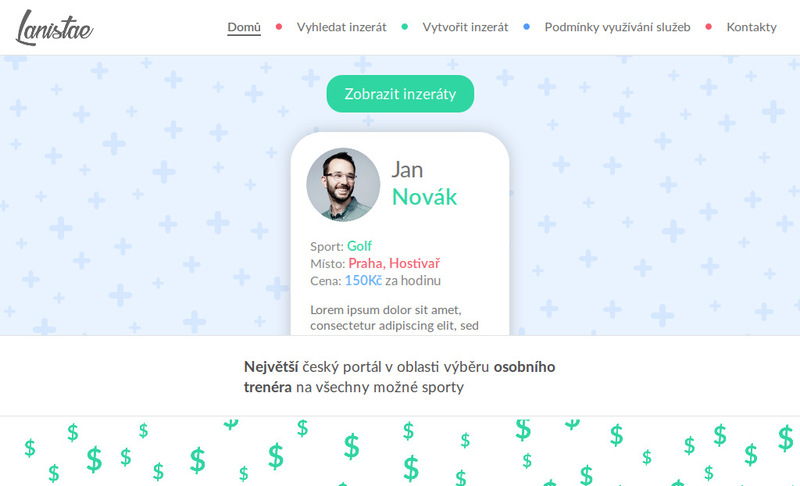 Lanistae
Domů
Vyhledat inzerát
Vytvořit inzerát
Podmínky využívání služeb
Kontakty
Zobrazit inzeráty
Jan
Novák
Sport: Golf
Místo: Praha, Hostivař
Cena: 150Kč za hodinu
Lorem ipsum dolor sit amet,
consectetur adipiscing elit, sed
Největší český portál v oblasti výběru osobního
trenéra na všechny možné sporty